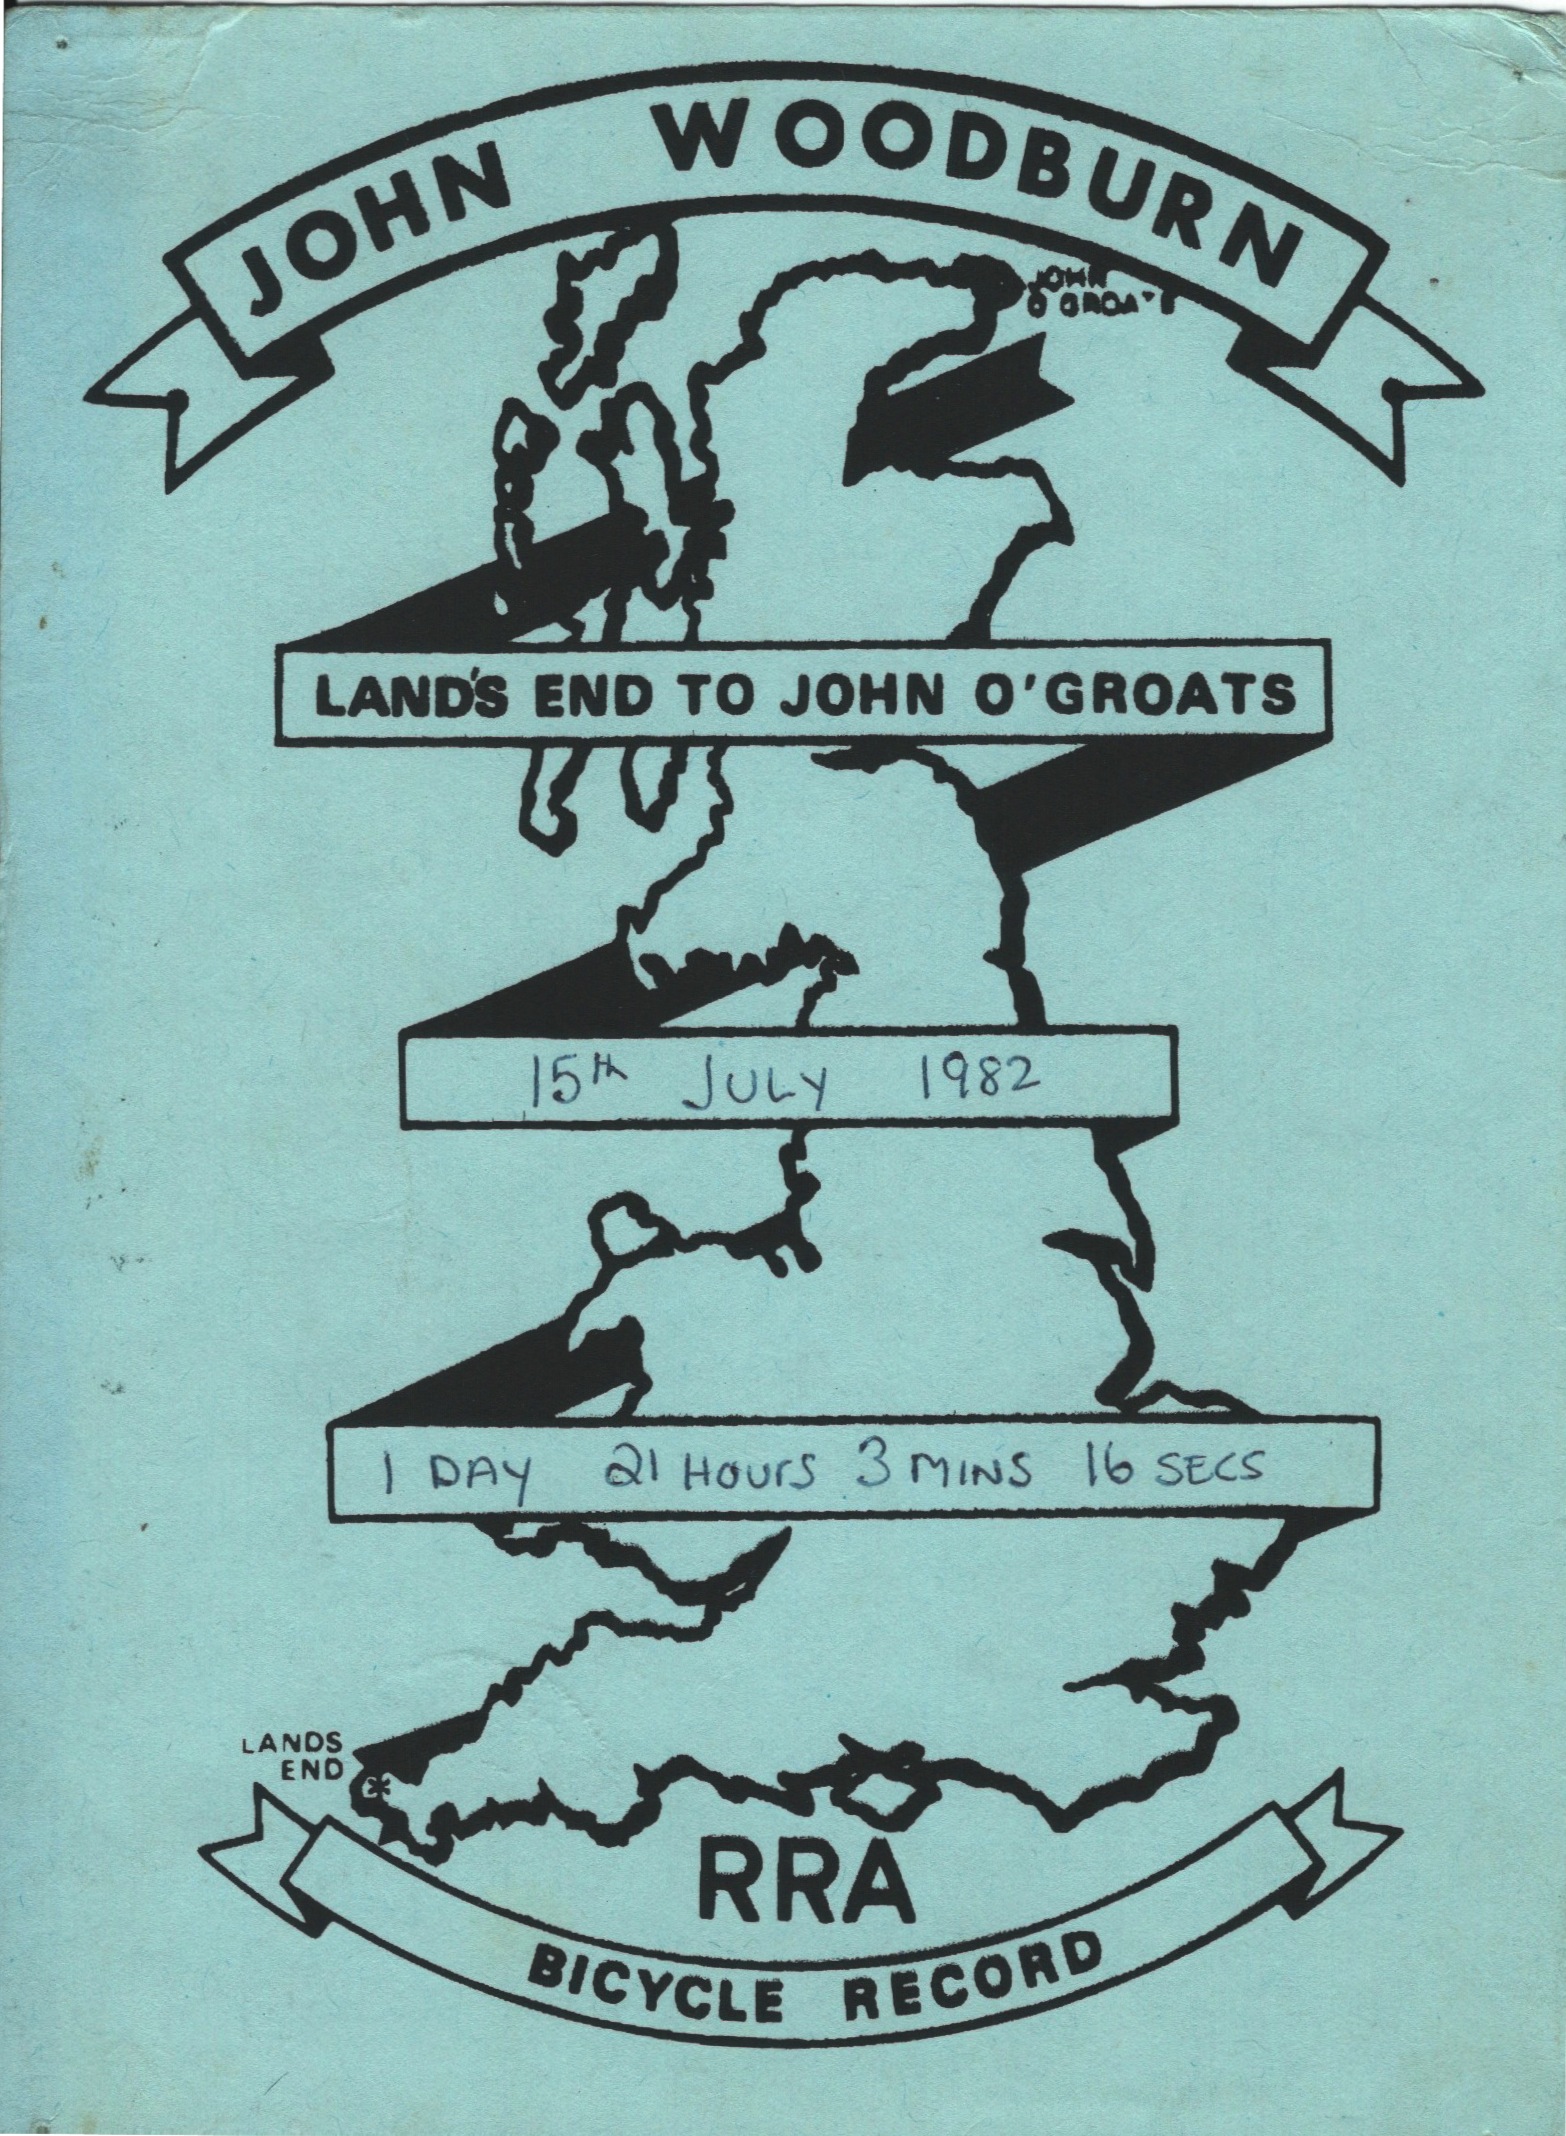 JOHN WOODBURN
JOHN
O'GROATS
LAND'S END TO JOHN O'GROATS
15th JULY 1982
1 DAY 21 HOURS 3 MINS 16 SECS
LANDS
END
RRA
BICYCLE RECORD